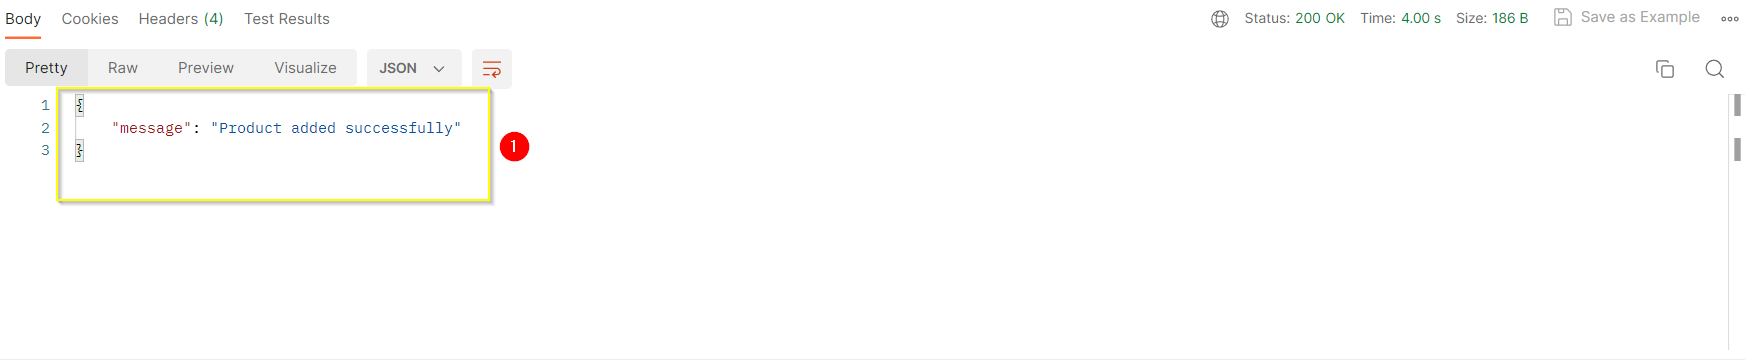 Body Cookies Headers (4) Test Results Status: 200 OK Time: 4.00 s Size: 186 B Save as Example
Pretty Raw Preview Visualize JSON
1 {
2 "message": "Product added successfully"
3 }
1